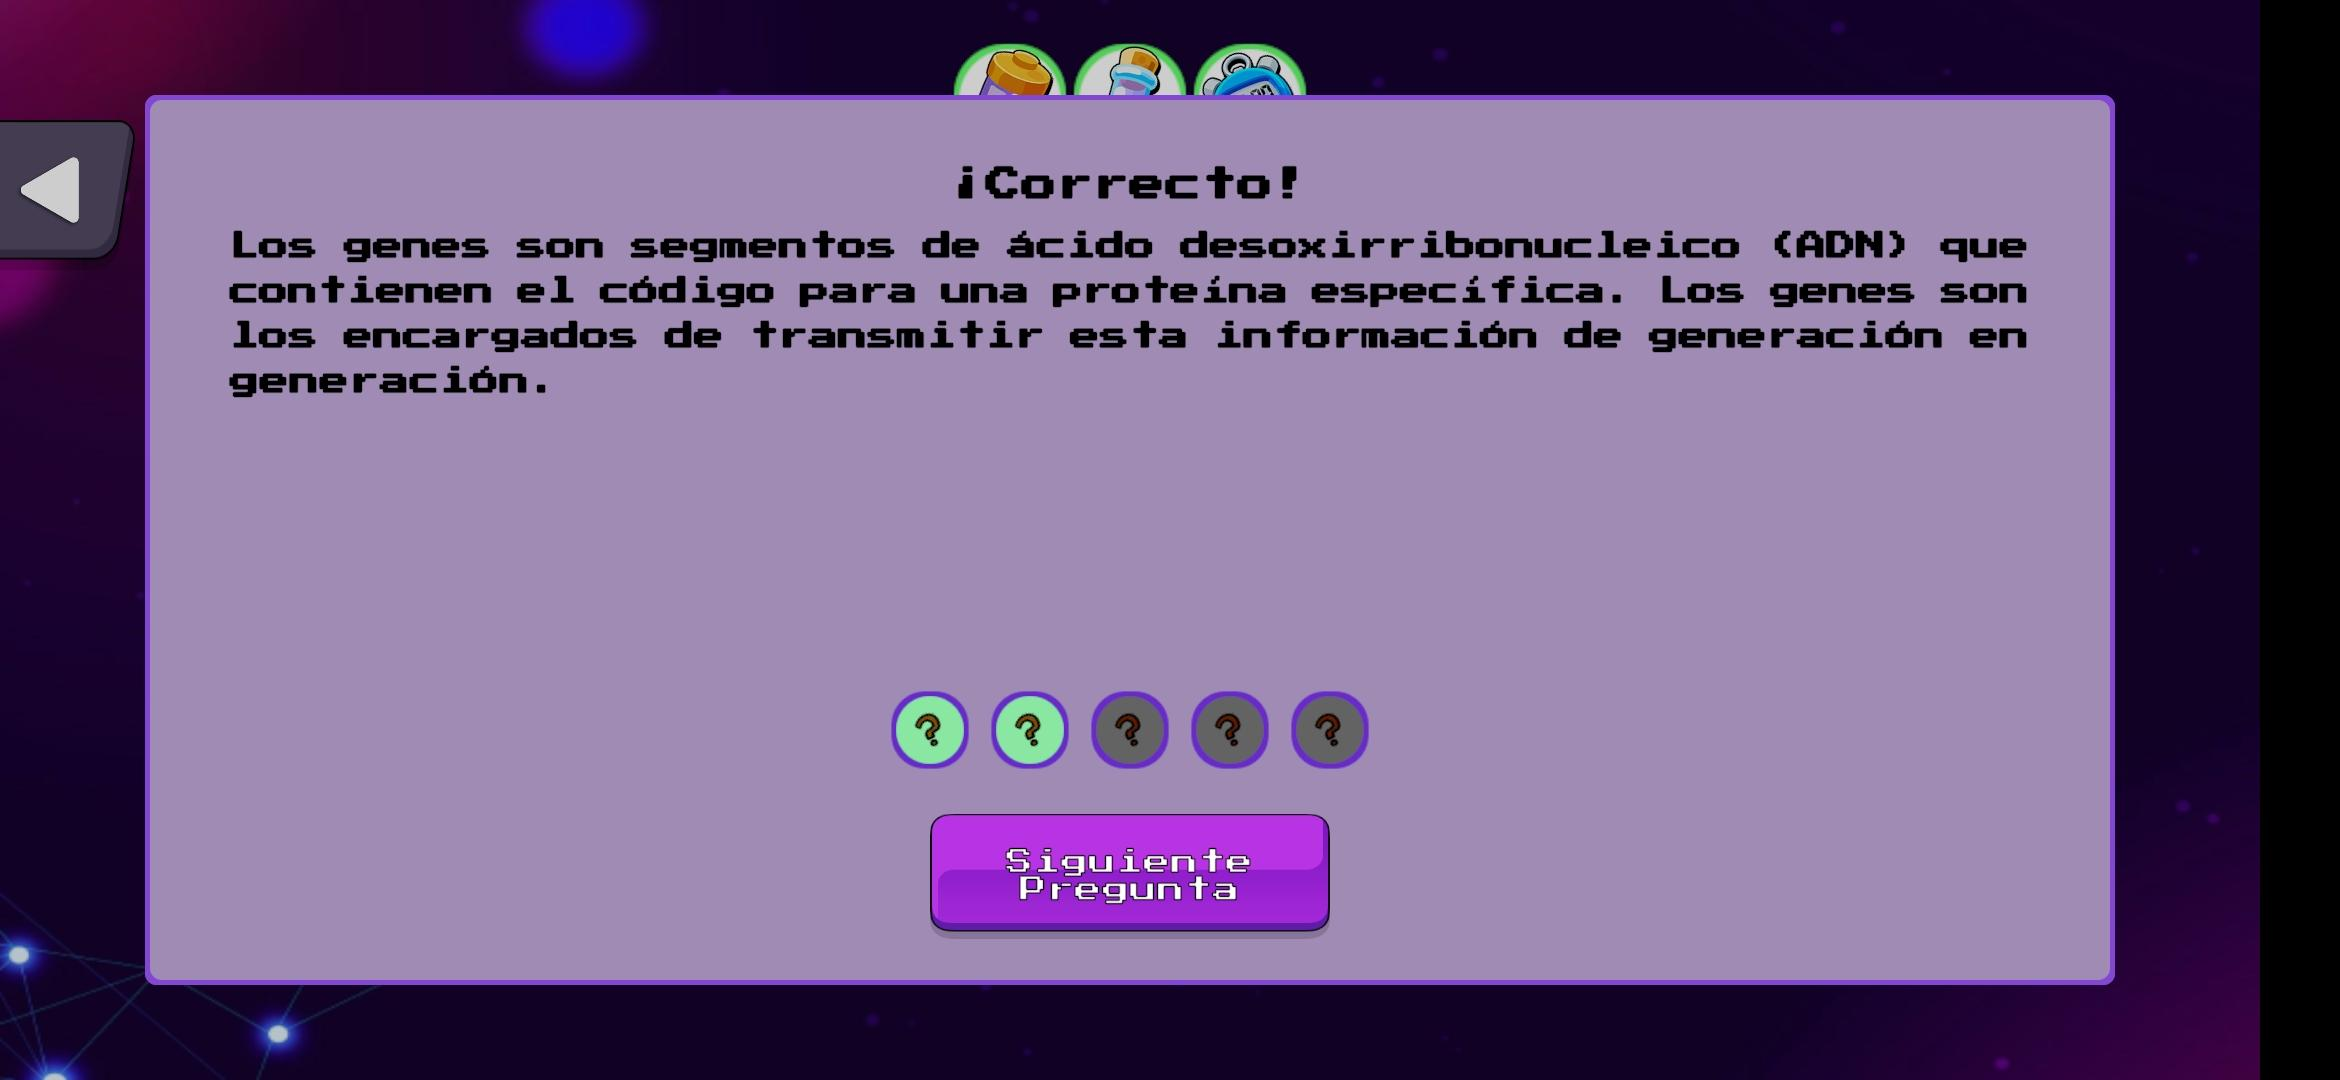 ¡Correcto!
Los genes son segmentos de ácido desoxirribonucleico (ADN) que
contienen el código para una proteína específica. Los genes son
los encargados de transmitir esta información de generación en
generación.
? ? ? ? ?
Siguiente
Pregunta